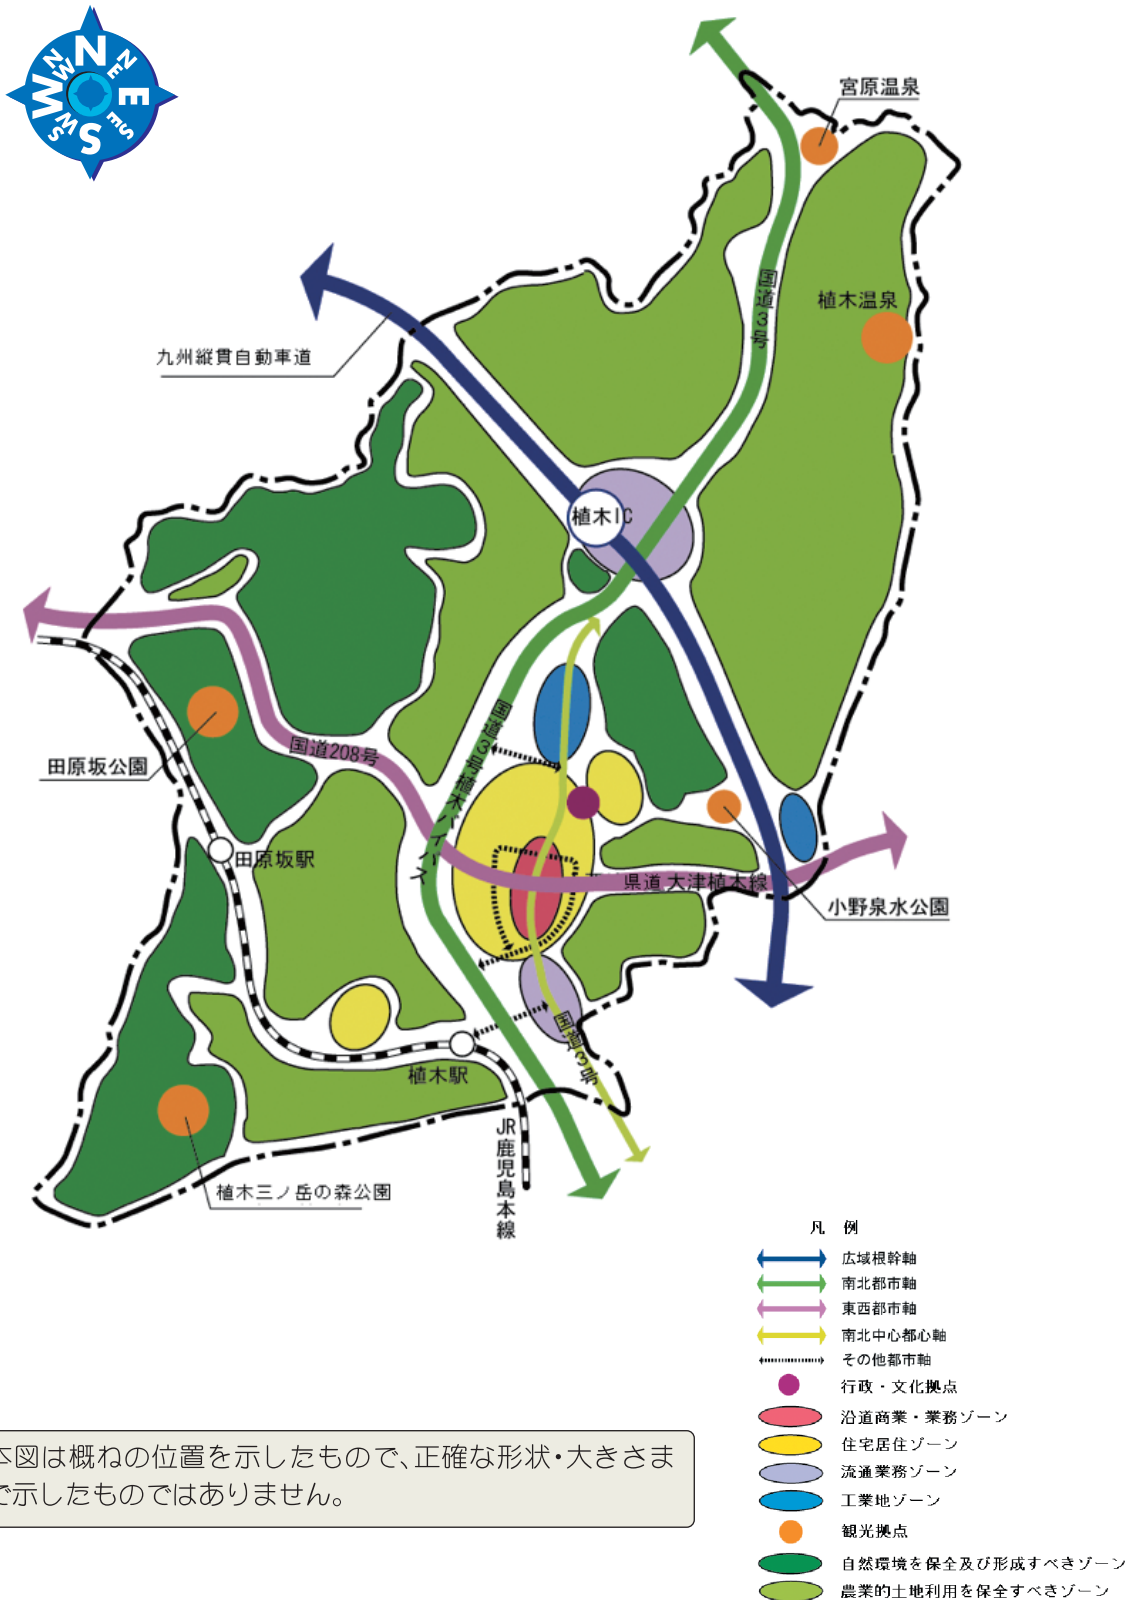 N
NE
E
SE
S
SW
W
NW
宮原温泉
国道3号
植木温泉
九州縦貫自動車道
植木IC
国道3号植木バイパス
国道208号
田原坂公園
田原坂駅
県道大津植木線
小野泉水公園
国道3号
植木駅
JR鹿児島本線
植木三ノ岳の森公園
凡 例
広域根幹軸
南北都市軸
東西都市軸
南北中心都心軸
その他都市軸
行政・文化拠点
沿道商業・業務ゾーン
住宅居住ゾーン
流通業務ゾーン
工業地ゾーン
観光拠点
自然環境を保全及び形成すべきゾーン
農業的土地利用を保全すべきゾーン
本図は概ねの位置を示したもので、正確な形状・大きさま
で示したものではありません。